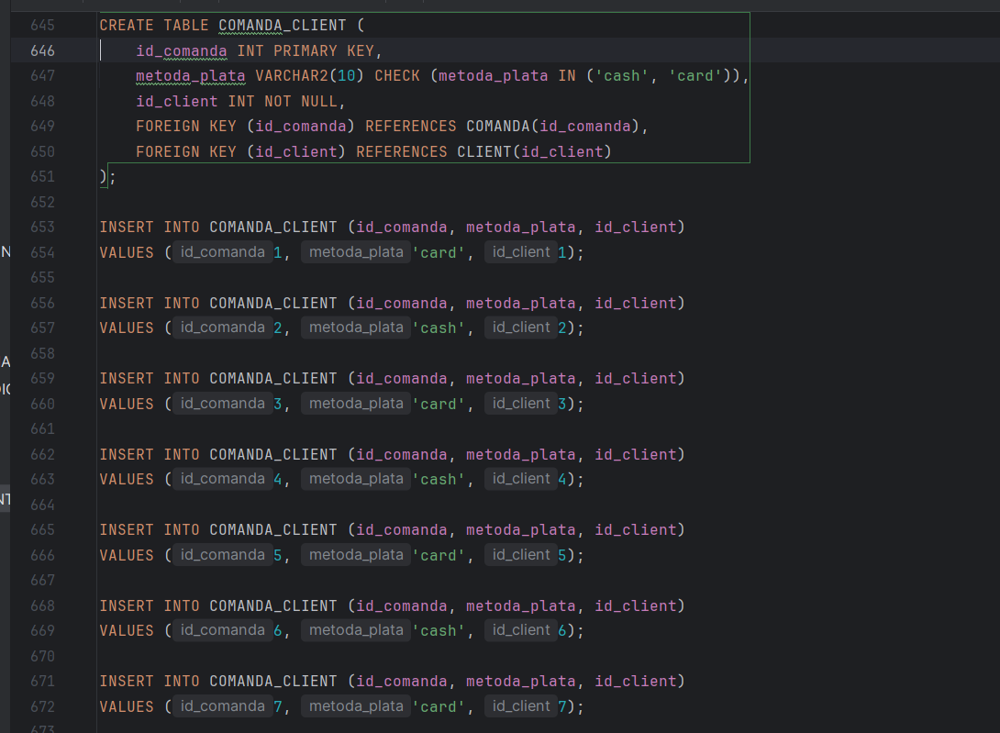 645 CREATE TABLE COMANDA_CLIENT (
646 id_comanda INT PRIMARY KEY,
647 metoda_plata VARCHAR2(10) CHECK (metoda_plata IN ('cash', 'card')),
648 id_client INT NOT NULL,
649 FOREIGN KEY (id_comanda) REFERENCES COMANDA(id_comanda),
650 FOREIGN KEY (id_client) REFERENCES CLIENT(id_client)
651 );
652
653 INSERT INTO COMANDA_CLIENT (id_comanda, metoda_plata, id_client)
654 VALUES ( id_comanda 1, metoda_plata 'card', id_client 1);
655
656 INSERT INTO COMANDA_CLIENT (id_comanda, metoda_plata, id_client)
657 VALUES ( id_comanda 2, metoda_plata 'cash', id_client 2);
658
659 INSERT INTO COMANDA_CLIENT (id_comanda, metoda_plata, id_client)
660 VALUES ( id_comanda 3, metoda_plata 'card', id_client 3);
661
662 INSERT INTO COMANDA_CLIENT (id_comanda, metoda_plata, id_client)
663 VALUES ( id_comanda 4, metoda_plata 'cash', id_client 4);
664
665 INSERT INTO COMANDA_CLIENT (id_comanda, metoda_plata, id_client)
666 VALUES ( id_comanda 5, metoda_plata 'card', id_client 5);
667
668 INSERT INTO COMANDA_CLIENT (id_comanda, metoda_plata, id_client)
669 VALUES ( id_comanda 6, metoda_plata 'cash', id_client 6);
670
671 INSERT INTO COMANDA_CLIENT (id_comanda, metoda_plata, id_client)
672 VALUES ( id_comanda 7, metoda_plata 'card', id_client 7);
673